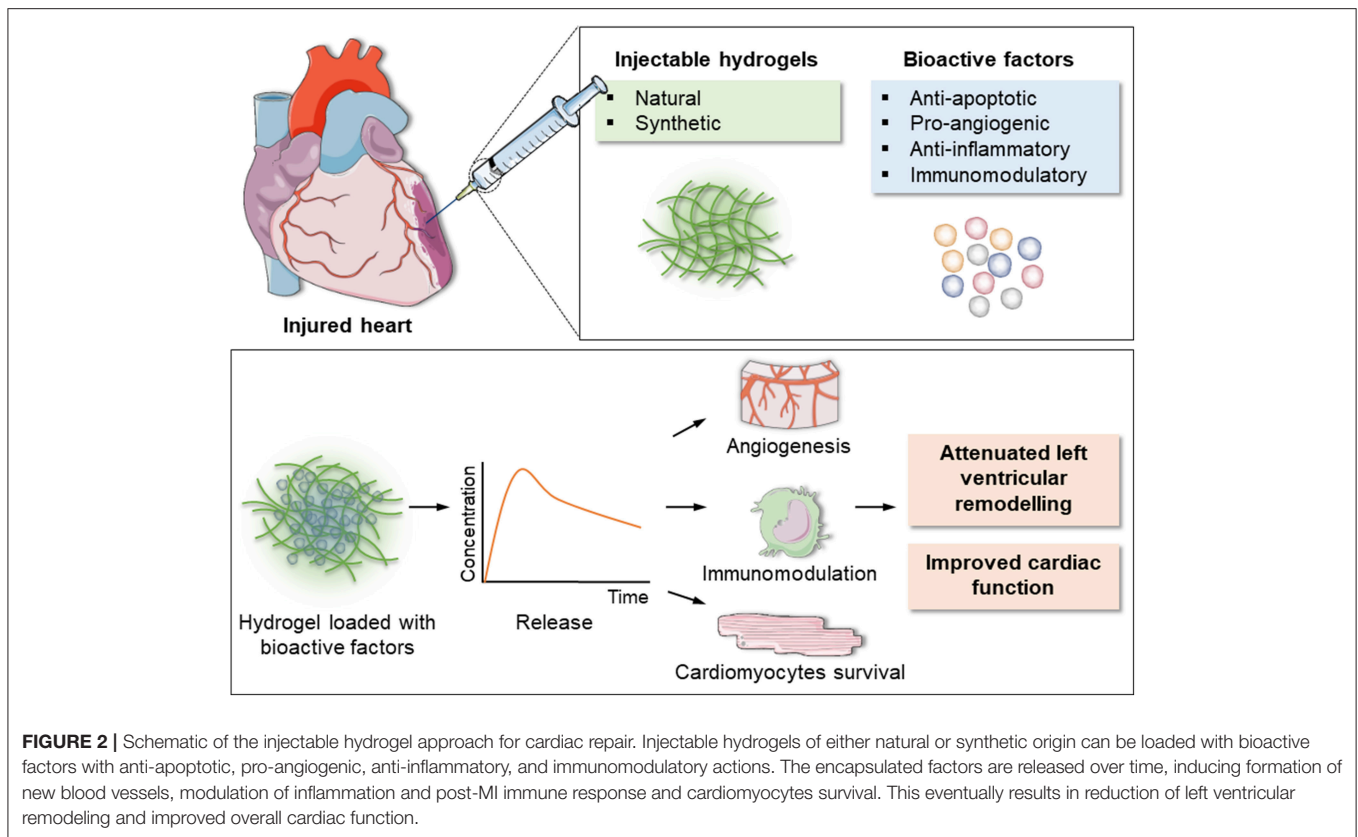 Injectable hydrogels
▪ Natural
▪ Synthetic
Bioactive factors
▪ Anti-apoptotic
▪ Pro-angiogenic
▪ Anti-inflammatory
▪ Immunomodulatory
Injured heart
Hydrogel loaded with
bioactive factors
Concentration
Time
Release
Angiogenesis
Immunomodulation
Cardiomyocytes survival
Attenuated left
ventricular
remodelling
Improved cardiac
function
FIGURE 2 | Schematic of the injectable hydrogel approach for cardiac repair. Injectable hydrogels of either natural or synthetic origin can be loaded with bioactive
factors with anti-apoptotic, pro-angiogenic, anti-inflammatory, and immunomodulatory actions. The encapsulated factors are released over time, inducing formation of
new blood vessels, modulation of inflammation and post-MI immune response and cardiomyocytes survival. This eventually results in reduction of left ventricular
remodeling and improved overall cardiac function.